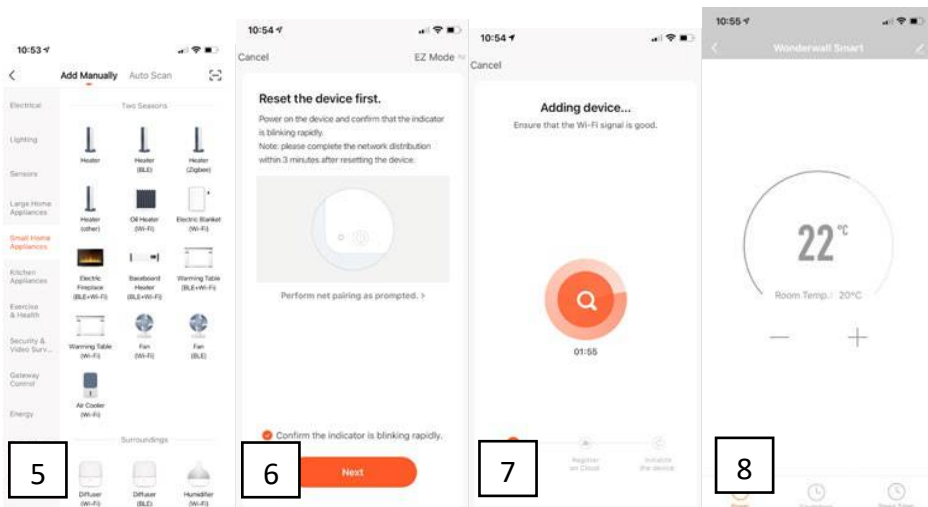 10:53
Add Manually Auto Scan
Electrical
Lighting
Sensors
Large Home
Appliances
Small Home
Appliances
Kitchen
Appliances
Exercise
& Health
Security &
Video Surv...
Gateway
Control
Energy
Two Seasons
Heater
Heater
(BLE)
Heater
(Zigbee)
Heater
(other)
Oil Heater
(Wi-Fi)
Electric Blanket
(Wi-Fi)
Electric
Fireplace
(BLE+Wi-Fi)
Baseboard
Heater
(BLE+Wi-Fi)
Warming Table
(BLE+Wi-Fi)
Warming Table
(Wi-Fi)
Fan
(Wi-Fi)
Fan
(BLE)
Air Cooler
(Wi-Fi)
Surroundings
Diffuser
(Wi-Fi)
Diffuser
(BLE)
Humidifier
(Wi-Fi)
5
10:54
Cancel EZ Mode
Reset the device first.
Power on the device and confirm that the indicator
is blinking rapidly.
Note: please complete the network distribution
within 3 minutes after resetting the device.
Perform net pairing as prompted. >
Confirm the indicator is blinking rapidly.
Next
6
10:54
Cancel
Adding device...
Ensure that the Wi-Fi signal is good.
01:55
Register
on Cloud
Initialize
the device
7
10:55
Wonderwall Smart
22 °C
Room Temp.: 20°C
8